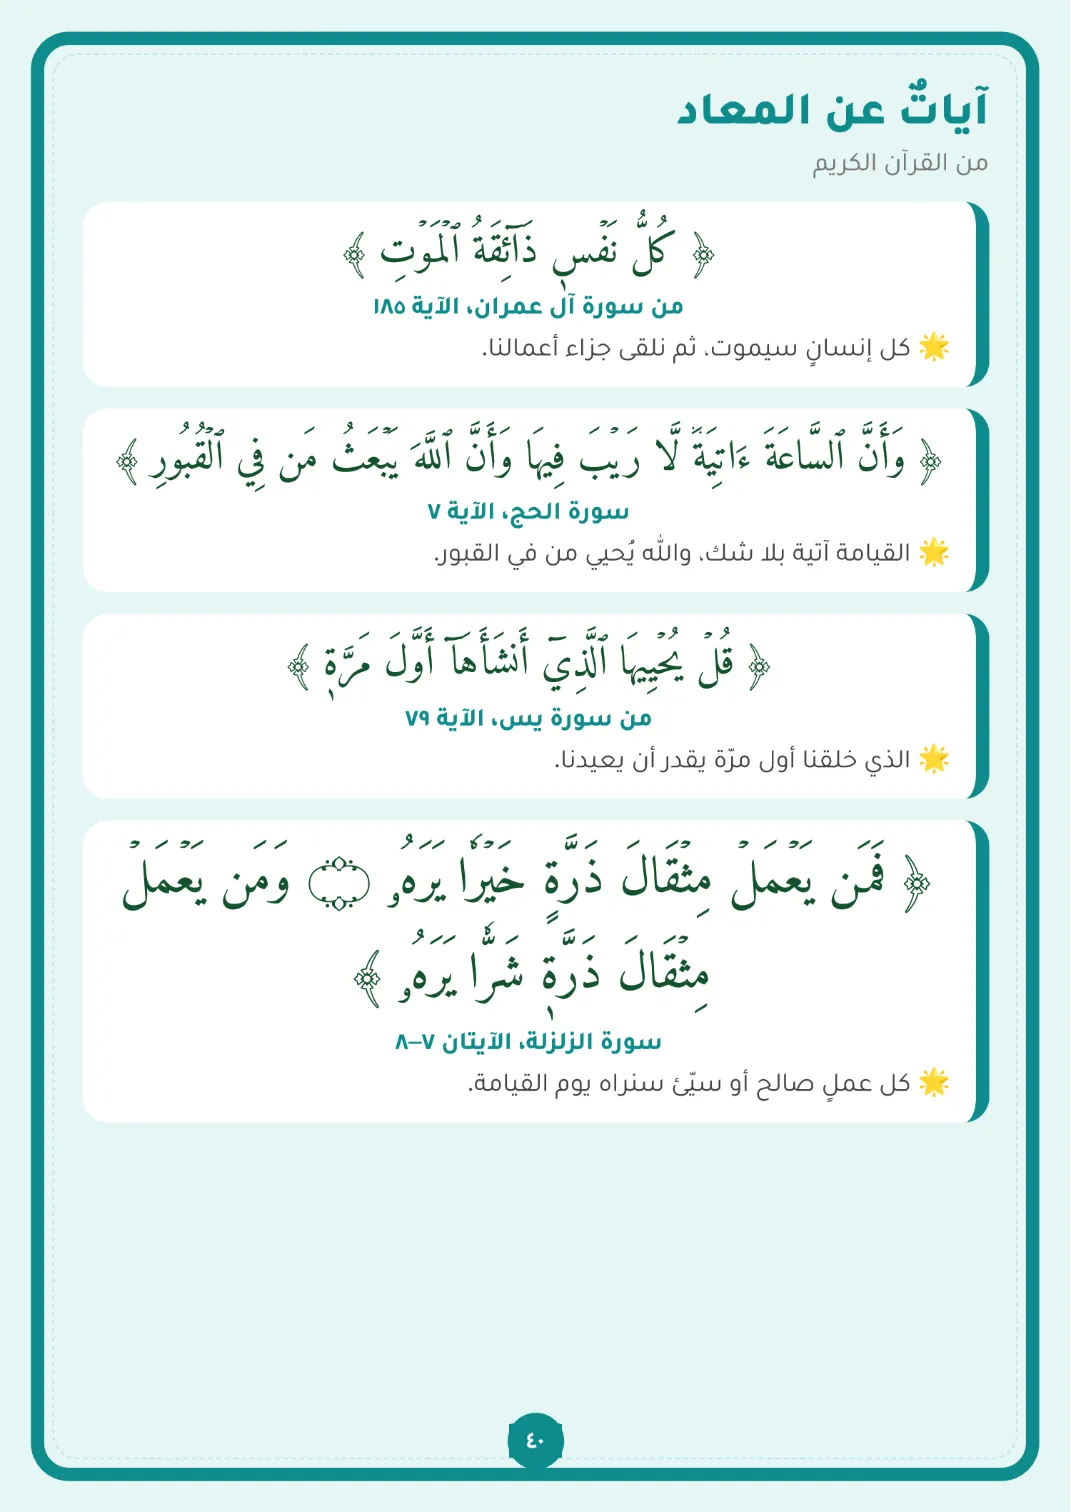 آياتٌ عن المعاد
من القرآن الكريم
﴿ كُلُّ نَفۡسٖ ذَآئِقَةُ ٱلۡمَوۡتِ ﴾
من سورة آل عمران، الآية ١٨٥
🌟 كل إنسانٍ سيموت، ثم نلقى جزاء أعمالنا.
﴿ وَأَنَّ ٱلسَّاعَةَ ءَاتِيَةٞ لَّا رَيۡبَ فِيهَا وَأَنَّ ٱللَّهَ يَبۡعَثُ مَن فِي ٱلۡقُبُورِ ﴾
سورة الحج، الآية ٧
🌟 القيامة آتية بلا شك، والله يُحيي من في القبور.
﴿ قُلۡ يُحۡيِيهَا ٱلَّذِيٓ أَنشَأَهَآ أَوَّلَ مَرَّةٖ ﴾
من سورة يس، الآية ٧٩
🌟 الذي خلقنا أول مرّة يقدر أن يعيدنا.
﴿ فَمَن يَعۡمَلۡ مِثۡقَالَ ذَرَّةٍ خَيۡرٗا يَرَهُۥ ۝ وَمَن يَعۡمَلۡ
مِثۡقَالَ ذَرَّةٖ شَرّٗا يَرَهُۥ ﴾
سورة الزلزلة، الآيتان ٧–٨
🌟 كل عملٍ صالح أو سيّئ سنراه يوم القيامة.
٤٠